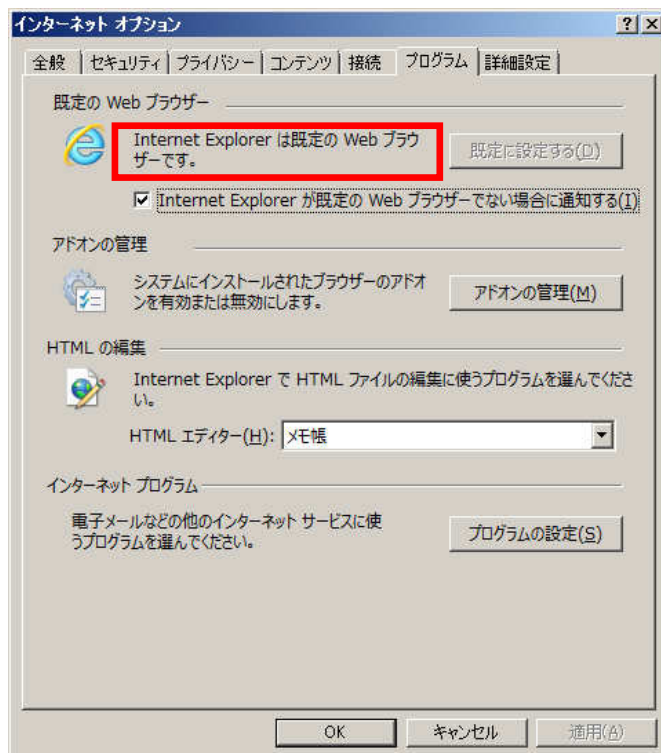 インターネット オプション
全般 セキュリティ プライバシー コンテンツ 接続 プログラム 詳細設定
既定の Web ブラウザー
Internet Explorer は既定の Web ブラウ
ザーです。
既定に設定する(D)
Internet Explorer が既定の Web ブラウザーでない場合に通知する(I)
アドオンの管理
システムにインストールされたブラウザーのアドオ
ンを有効または無効にします。
アドオンの管理(M)
HTML の編集
Internet Explorer で HTML ファイルの編集に使うプログラムを選んでくださ
い。
HTML エディター(H): メモ帳
インターネット プログラム
電子メールなどの他のインターネット サービスに使
うプログラムを選んでください。
プログラムの設定(S)
OK キャンセル 適用(A)